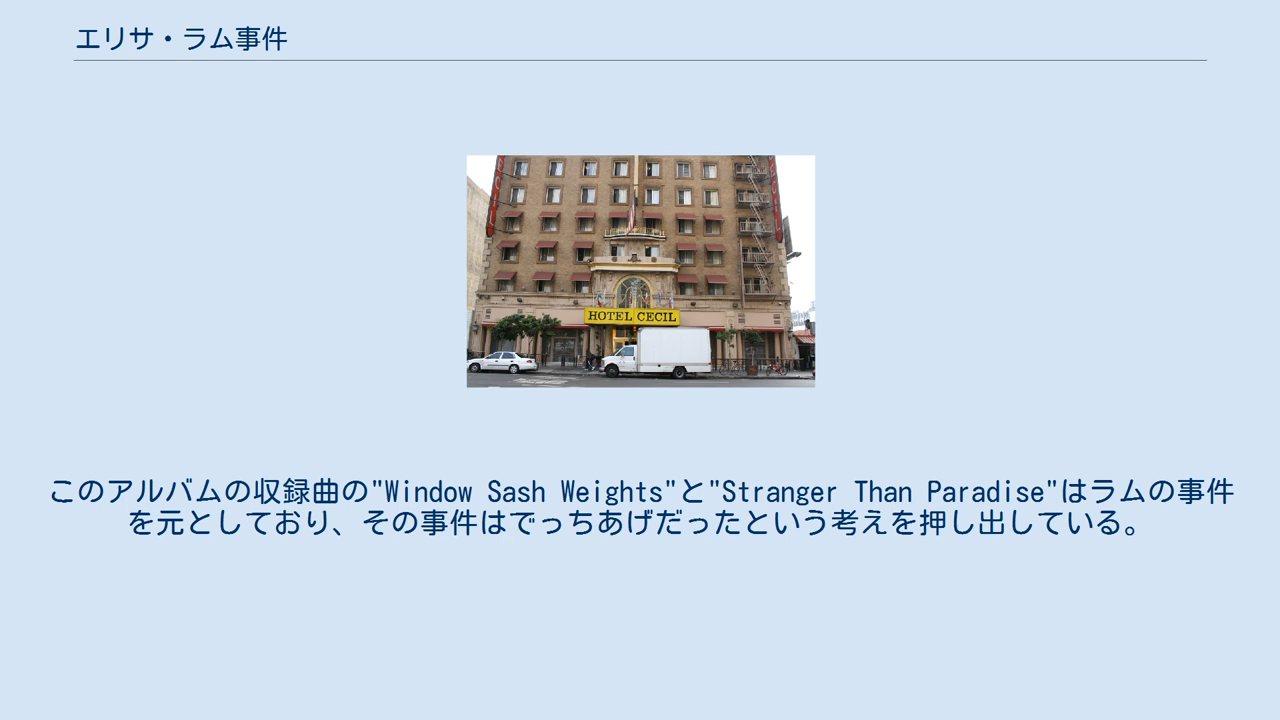 エリサ・ラム事件
HOTEL CECIL
このアルバムの収録曲の"Window Sash Weights"と"Stranger Than Paradise"はラムの事件
を元としており、その事件はでっちあげだったという考えを押し出している。